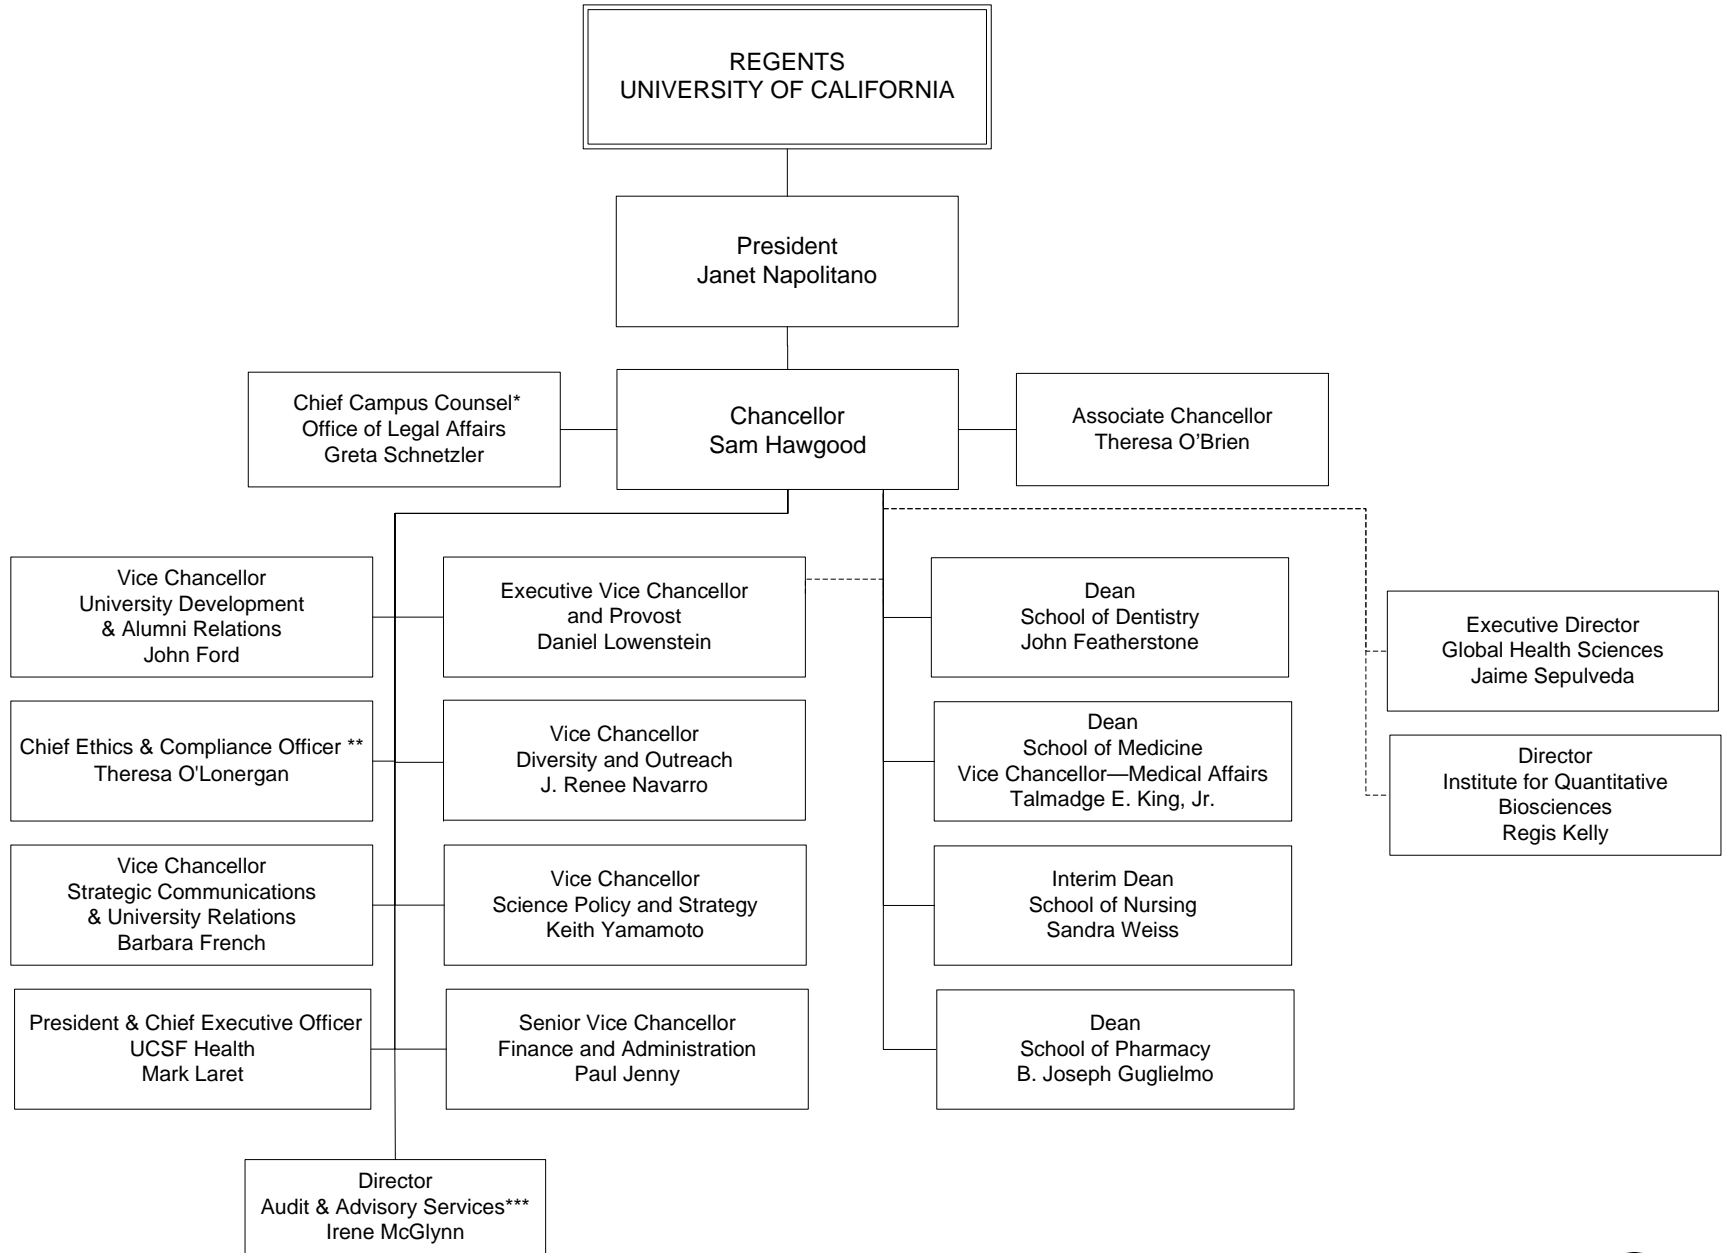 REGENTS
UNIVERSITY OF CALIFORNIA
President
Janet Napolitano
Chief Campus Counsel*
Office of Legal Affairs
Greta Schnetzler
Chancellor
Sam Hawgood
Associate Chancellor
Theresa O’Brien
Vice Chancellor
University Development
& Alumni Relations
John Ford
Executive Vice Chancellor
and Provost
Daniel Lowenstein
Dean
School of Dentistry
John Featherstone
Executive Director
Global Health Sciences
Jaime Sepulveda
Chief Ethics & Compliance Officer **
Theresa O'Lonergan
Vice Chancellor
Diversity and Outreach
J. Renee Navarro
Dean
School of Medicine
Vice Chancellor—Medical Affairs
Talmadge E. King, Jr.
Director
Institute for Quantitative
Biosciences
Regis Kelly
Vice Chancellor
Strategic Communications
& University Relations
Barbara French
Vice Chancellor
Science Policy and Strategy
Keith Yamamoto
Interim Dean
School of Nursing
Sandra Weiss
President & Chief Executive Officer
UCSF Health
Mark Laret
Senior Vice Chancellor
Finance and Administration
Paul Jenny
Dean
School of Pharmacy
B. Joseph Guglielmo
Director
Audit & Advisory Services***
Irene McGlynn